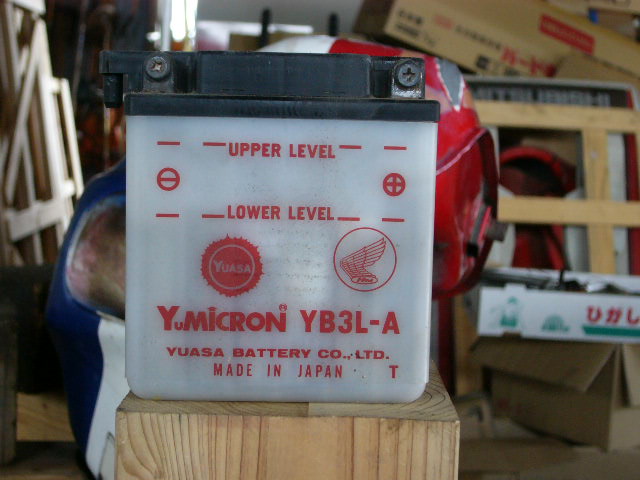 UPPER LEVEL
LOWER LEVEL
YUASA
YUMICRON YB3L-A
YUASA BATTERY CO., LTD.
MADE IN JAPAN T
ひがし